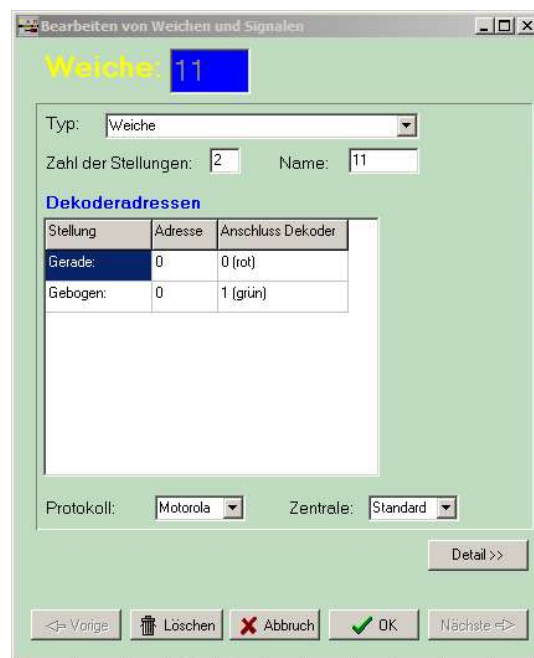 Bearbeiten von Weichen und Signalen
Weiche: 11
Typ: Weiche
Zahl der Stellungen: 2 Name: 11
Dekoderadressen
Stellung Adresse Anschluss Dekoder
Gerade: 0 0 (rot)
Gebogen: 0 1 (grün)
Protokoll: Motorola Zentrale: Standard
Detail >>
Vorige Löschen Abbruch OK Nächste